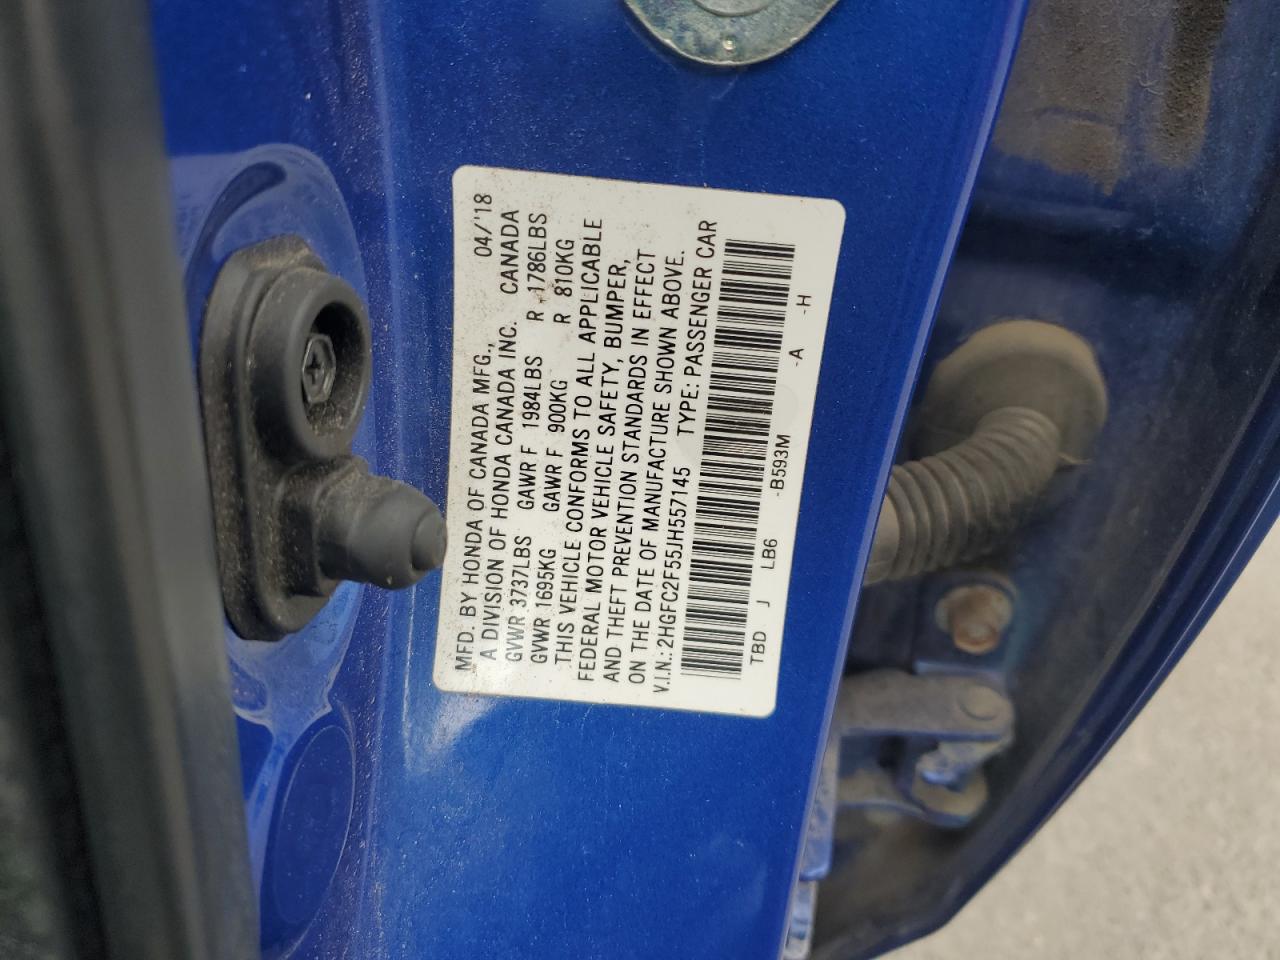 MFD. BY HONDA OF CANADA MFG., 04/'18
A DIVISION OF HONDA CANADA INC. CANADA
GVWR 3737LBS GAWR F 1984LBS R 1786LBS
GVWR 1695KG GAWR F 900KG R 810KG
THIS VEHICLE CONFORMS TO ALL APPLICABLE
FEDERAL MOTOR VEHICLE SAFETY, BUMPER,
AND THEFT PREVENTION STANDARDS IN EFFECT
ON THE DATE OF MANUFACTURE SHOWN ABOVE.
V.I.N.: 2HGFC2F55JH557145 TYPE: PASSENGER CAR
TBD J LB6 -B593M -A -H